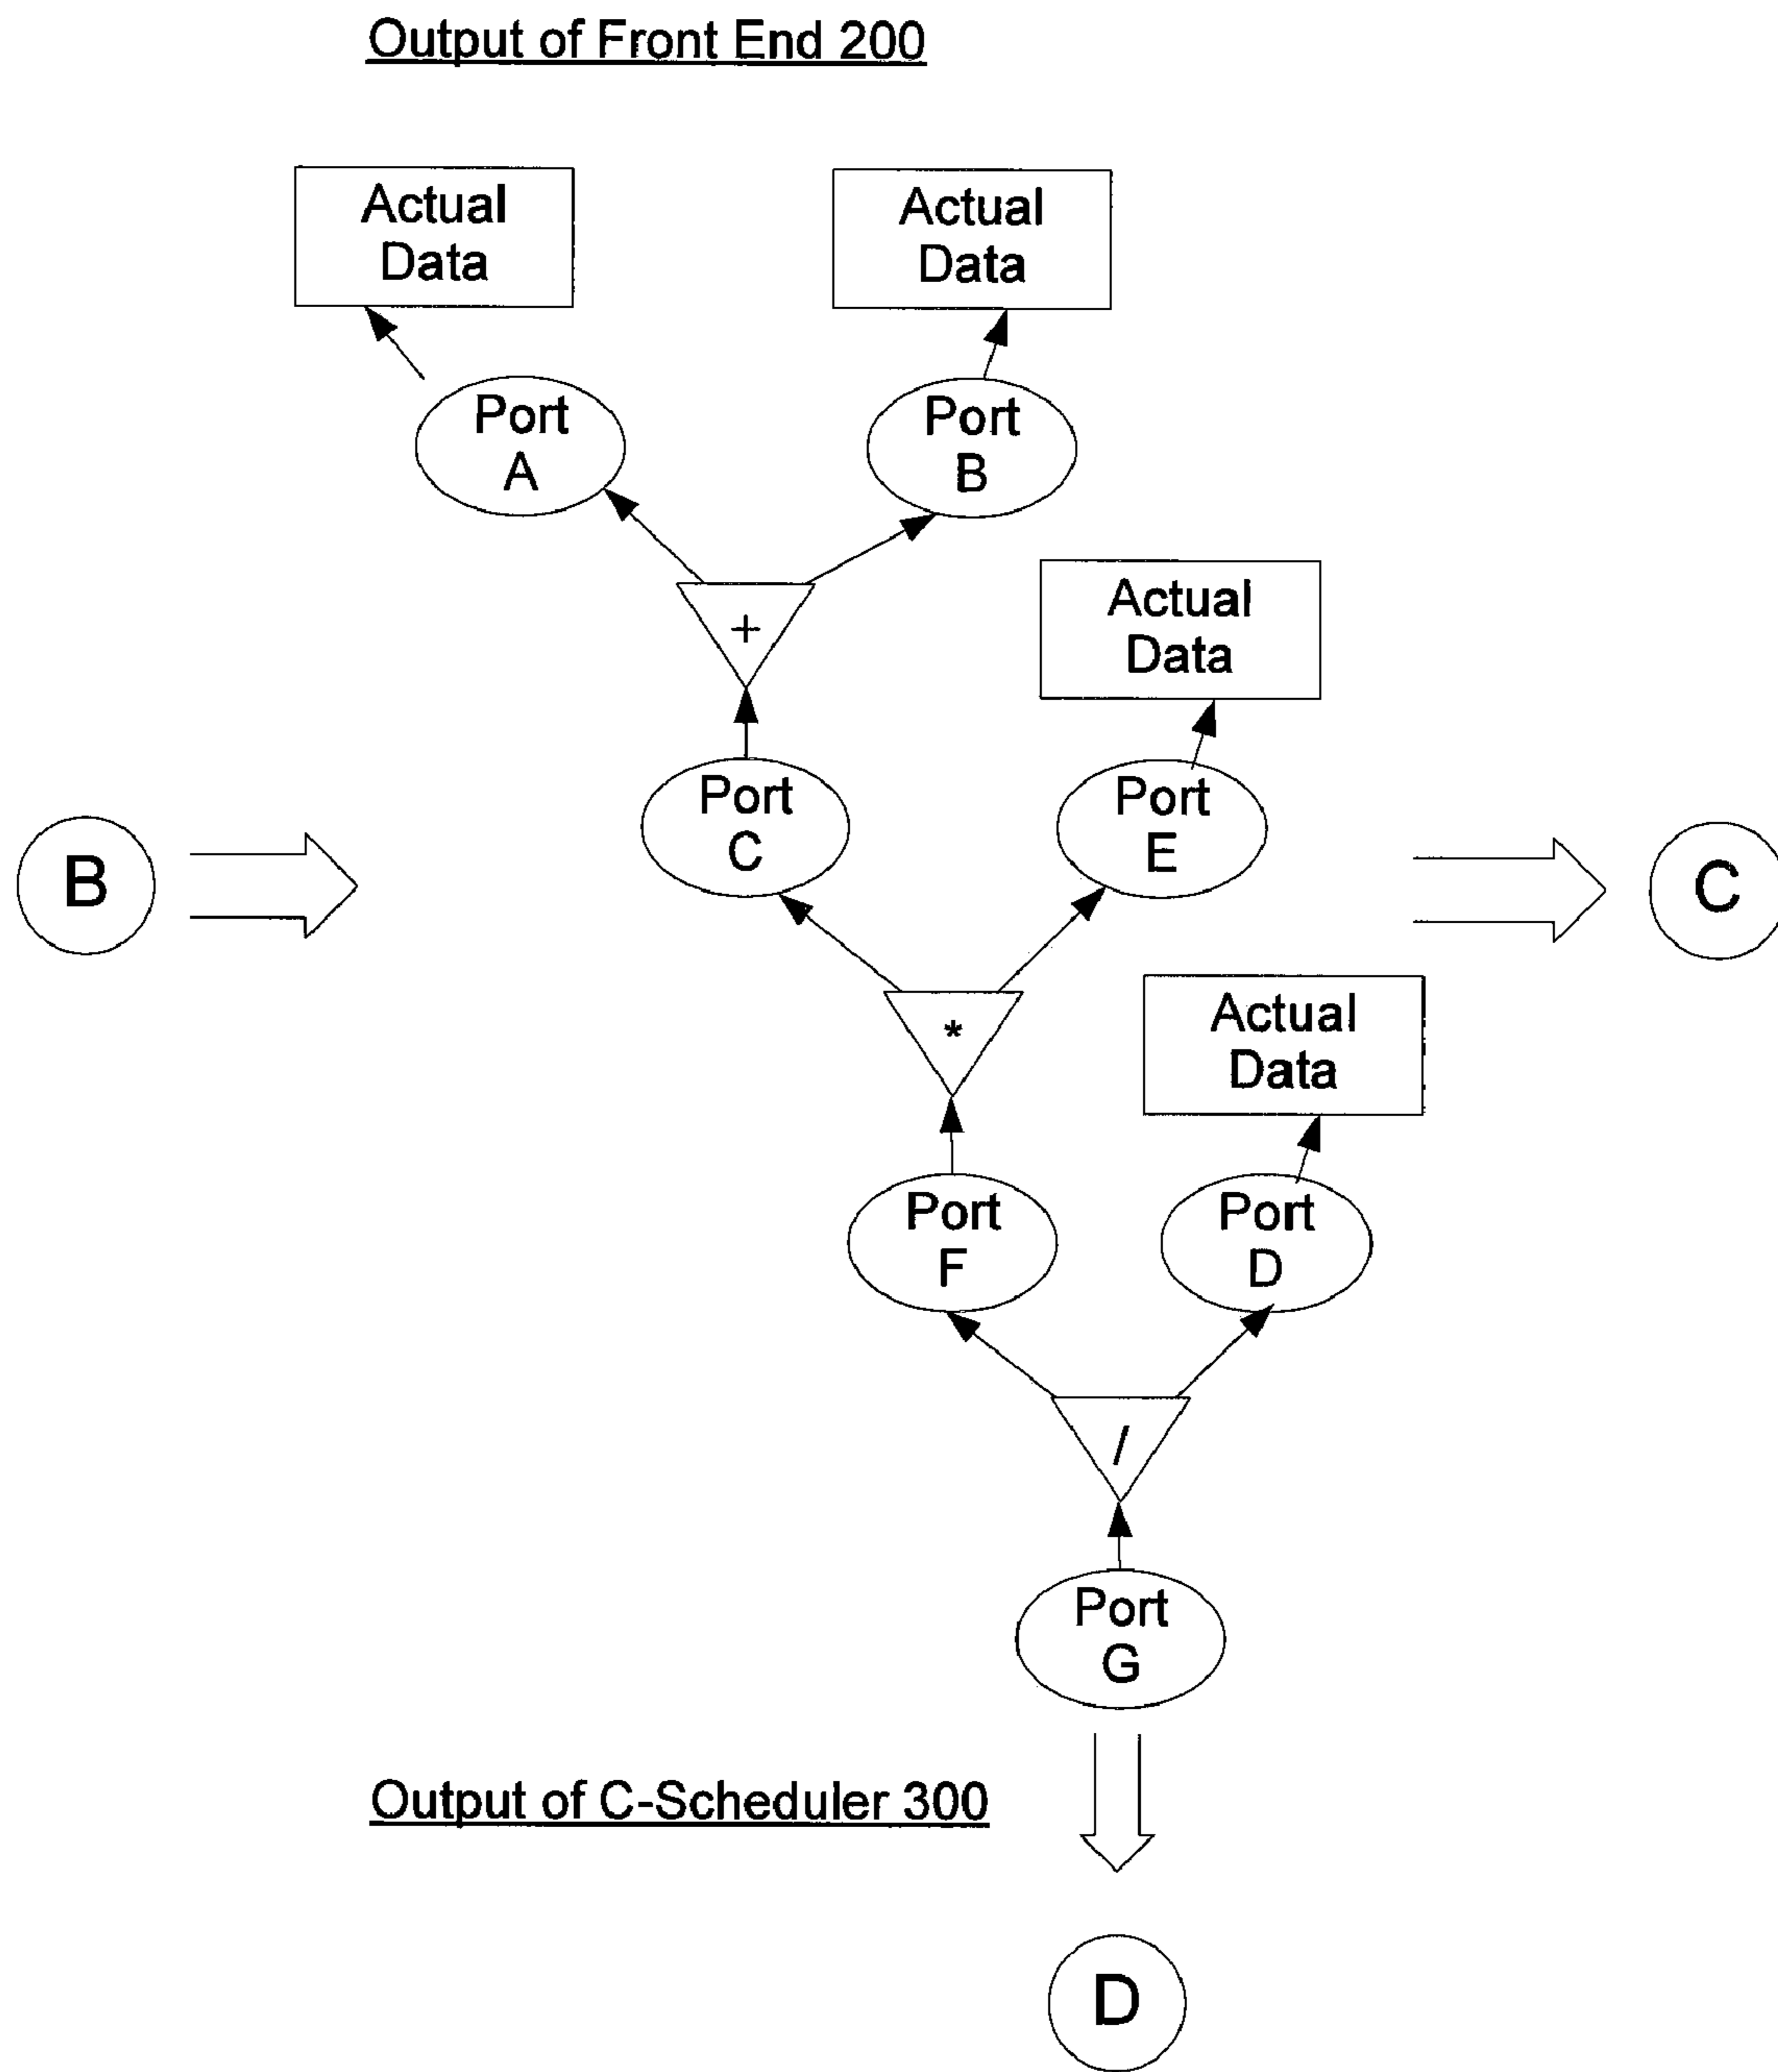 Output of Front End 200
Actual
Data
Actual
Data
Port
A
Port
B
+
Actual
Data
Port
C
Port
E
B
C
*
Actual
Data
Port
F
Port
D
/
Port
G
Output of C-Scheduler 300
D